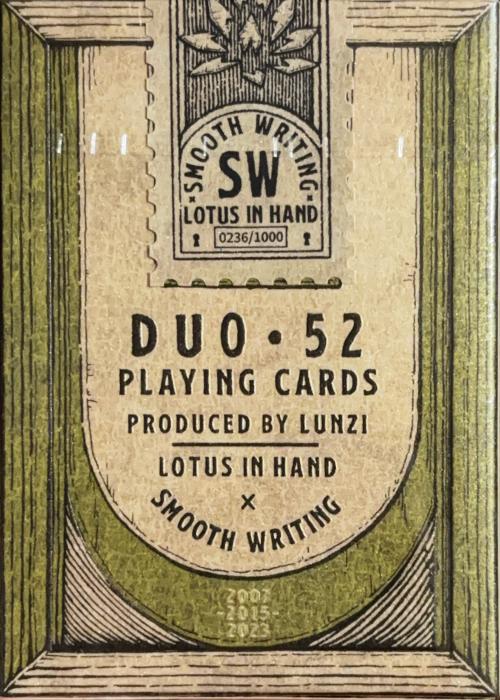 SMOOTH WRITING
SW
LOTUS IN HAND
0236/1000
DUO • 52
PLAYING CARDS
PRODUCED BY LUNZI
LOTUS IN HAND
×
SMOOTH WRITING
2002
-2015-
2023